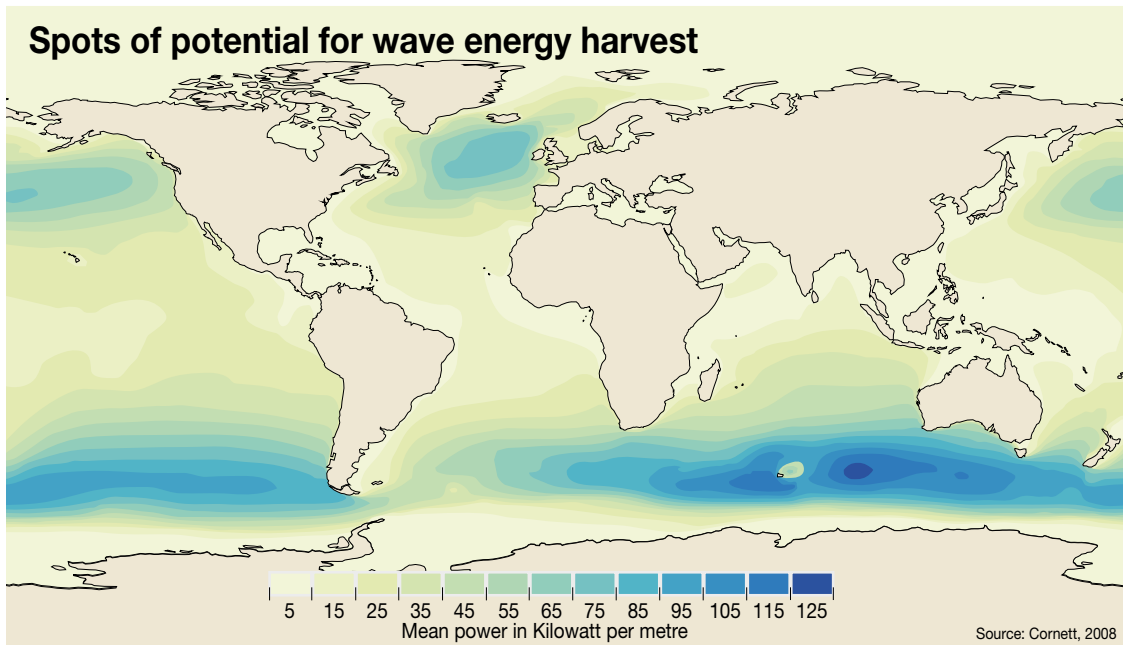 Spots of potential for wave energy harvest
5 15 25 35 45 55 65 75 85 95 105 115 125
Mean power in Kilowatt per metre
Source: Cornett, 2008